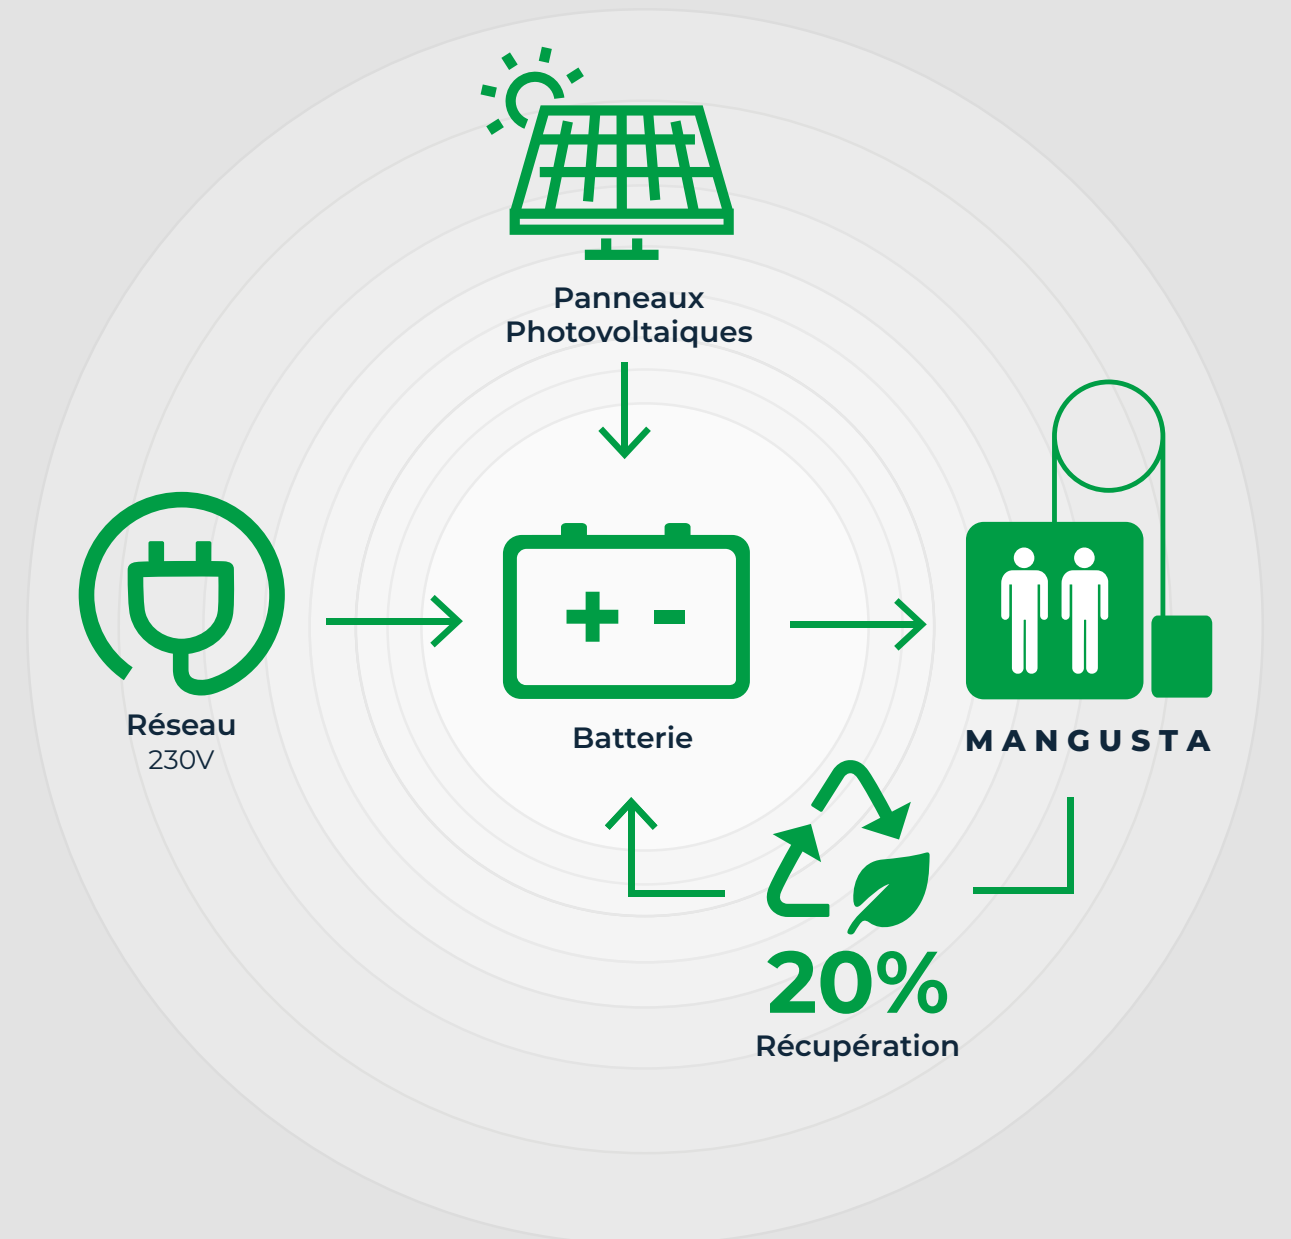 Panneaux
Photovoltaiques
Réseau
230V
Batterie
MANGUSTA
20%
Récupération